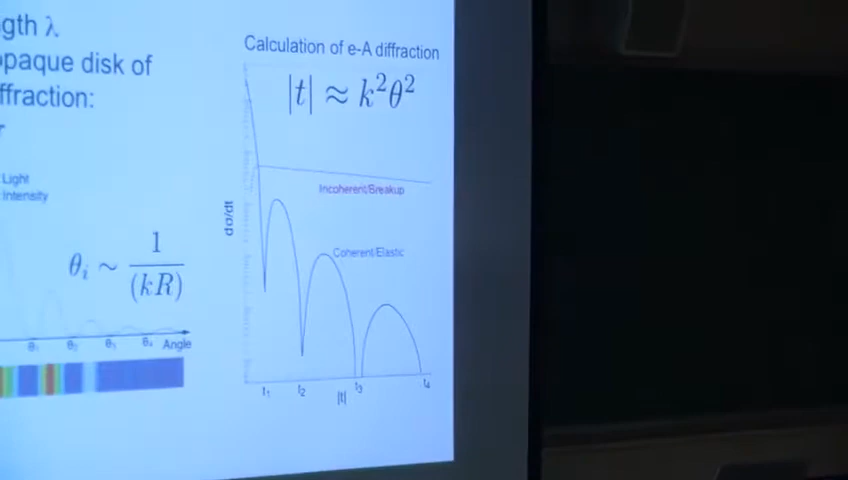 gth λ
paque disk of
ffraction:
Light
Intensity
θᵢ ~ 1/(kR)
θ₁ θ₂ θ₃ θ₄ Angle
Calculation of e-A diffraction
|t| ≈ k²θ²
Incoherent/Breakup
dσ/dt
Coherent/Elastic
t₁ t₂ t₃ t₄
|t|